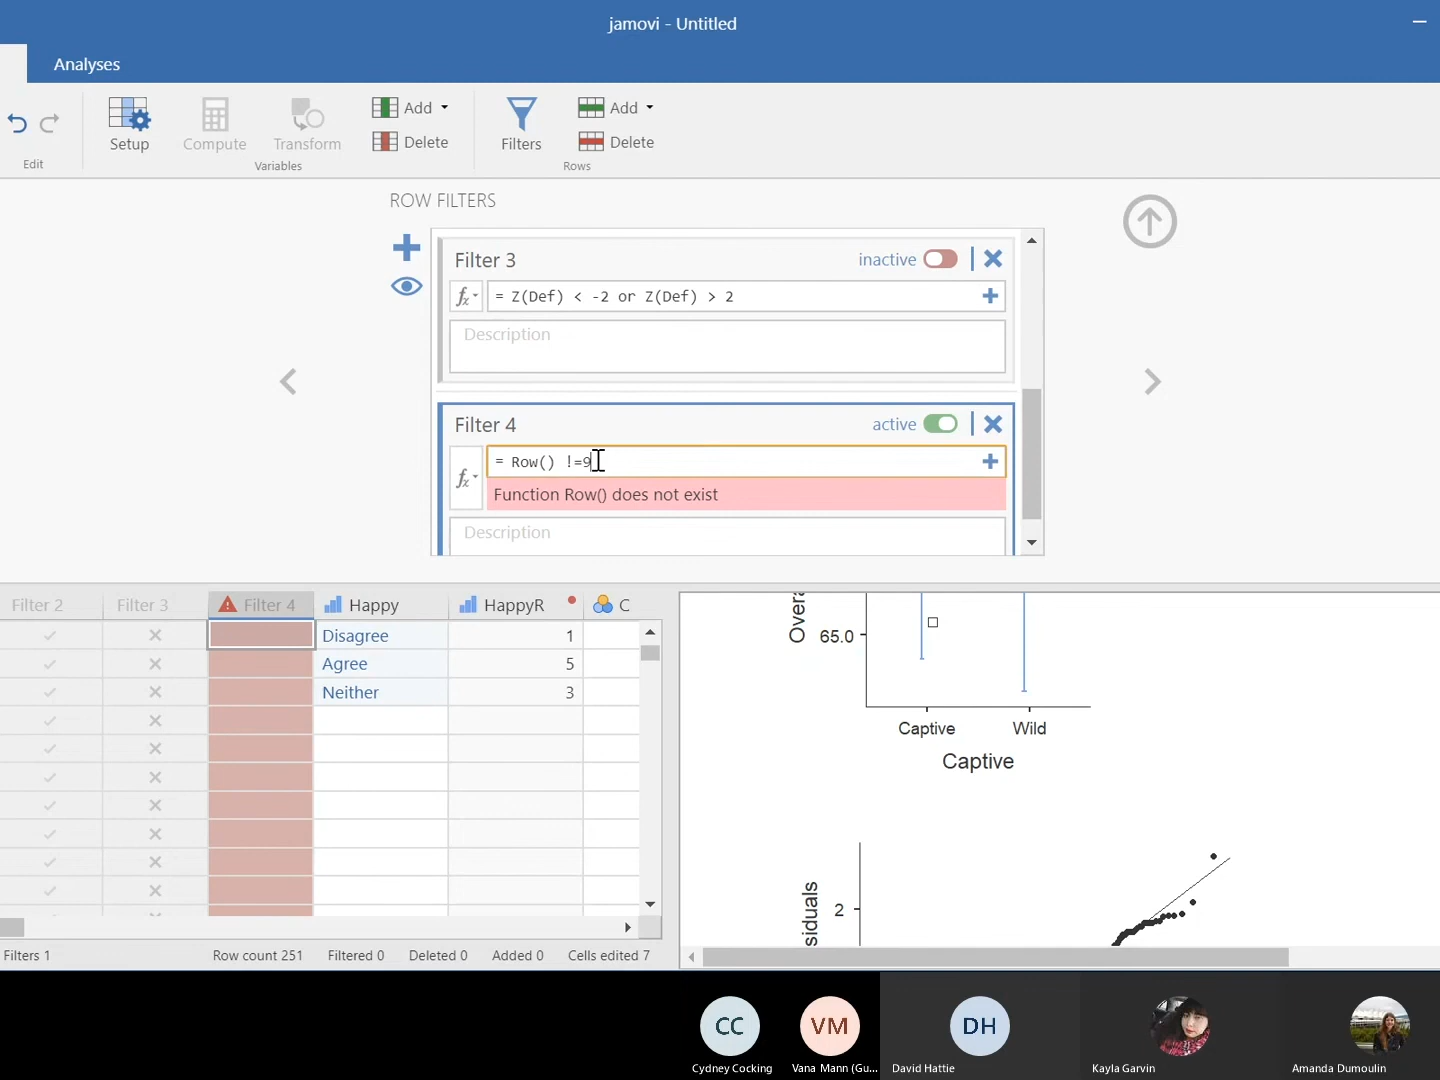 jamovi - Untitled
Analyses
Setup
Compute
Transform
Add
Delete
Filters
Add
Delete
Edit
Variables
Rows
ROW FILTERS
Filter 3
inactive
fx
= Z(Def) < -2 or Z(Def) > 2
Description
Filter 4
active
fx
= Row() !=9
Function Row() does not exist
Description
Filter 2
Filter 3
Filter 4
Happy
HappyR
C
Disagree
1
Agree
5
Neither
3
65.0
Captive
Wild
Captive
siduals
2
Filters 1
Row count 251
Filtered 0
Deleted 0
Added 0
Cells edited 7
CC
VM
DH
Cydney Cocking
Vana Mann (Gu...
David Hattie
Kayla Garvin
Amanda Dumoulin